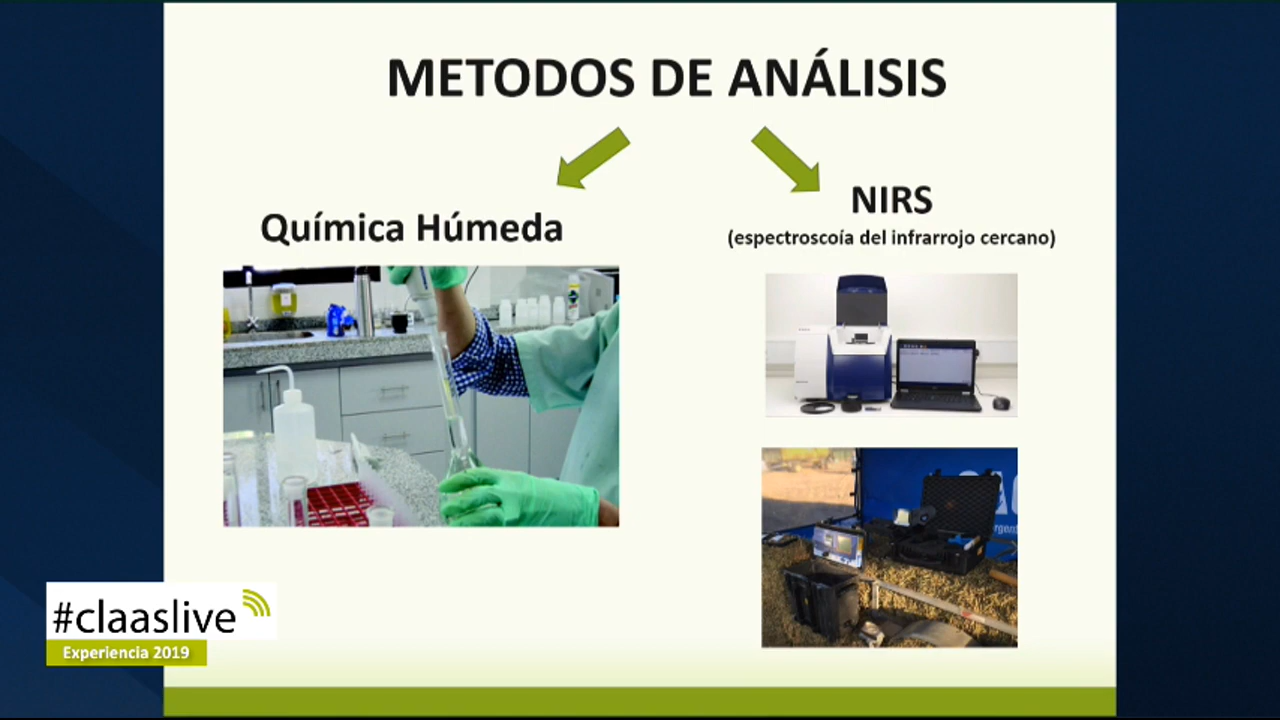 METODOS DE ANÁLISIS
Química Húmeda
NIRS
(espectroscoía del infrarrojo cercano)
#claaslive
Experiencia 2019